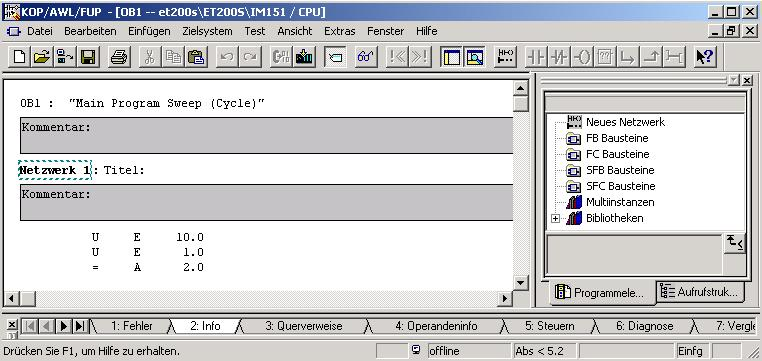 KOP/AWL/FUP - [OB1 -- et200s\ET200S\IM151 / CPU]
Datei Bearbeiten Einfügen Zielsystem Test Ansicht Extras Fenster Hilfe
OB1 : "Main Program Sweep (Cycle)"
Kommentar:
Netzwerk 1: Titel:
Kommentar:
U E 10.0
U E 1.0
= A 2.0
Neues Netzwerk
FB Bausteine
FC Bausteine
SFB Bausteine
SFC Bausteine
Multiinstanzen
Bibliotheken
Programmele... Aufrufstruk...
1: Fehler 2: Info 3: Querverweise 4: Operandeninfo 5: Steuern 6: Diagnose 7: Vergle
Drücken Sie F1, um Hilfe zu erhalten. offline Abs < 5.2 Einfg